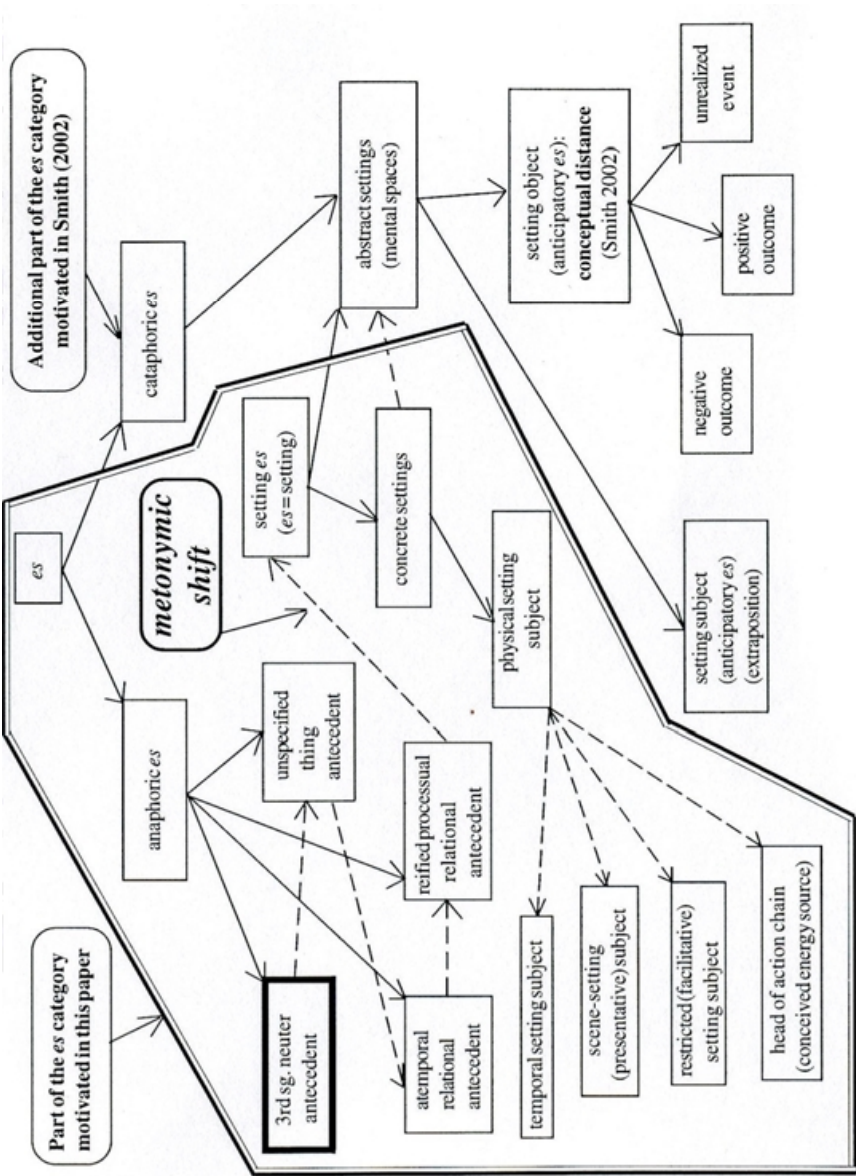 Part of the es category
motivated in this paper
Additional part of the es category
motivated in Smith (2002)
es
anaphoric es
cataphoric es
metonymic
shift
3rd sg. neuter
antecedent
unspecified
thing
antecedent
setting es
(es = setting)
abstract settings
(mental spaces)
atemporal
relational
antecedent
reified processual
relational
antecedent
concrete settings
temporal setting subject
physical setting
subject
setting object
(anticipatory es):
conceptual distance
(Smith 2002)
scene-setting
(presentative) subject
restricted (facilitative)
setting subject
head of action chain
(conceived energy source)
setting subject
(anticipatory es)
(extraposition)
negative
outcome
positive
outcome
unrealized
event